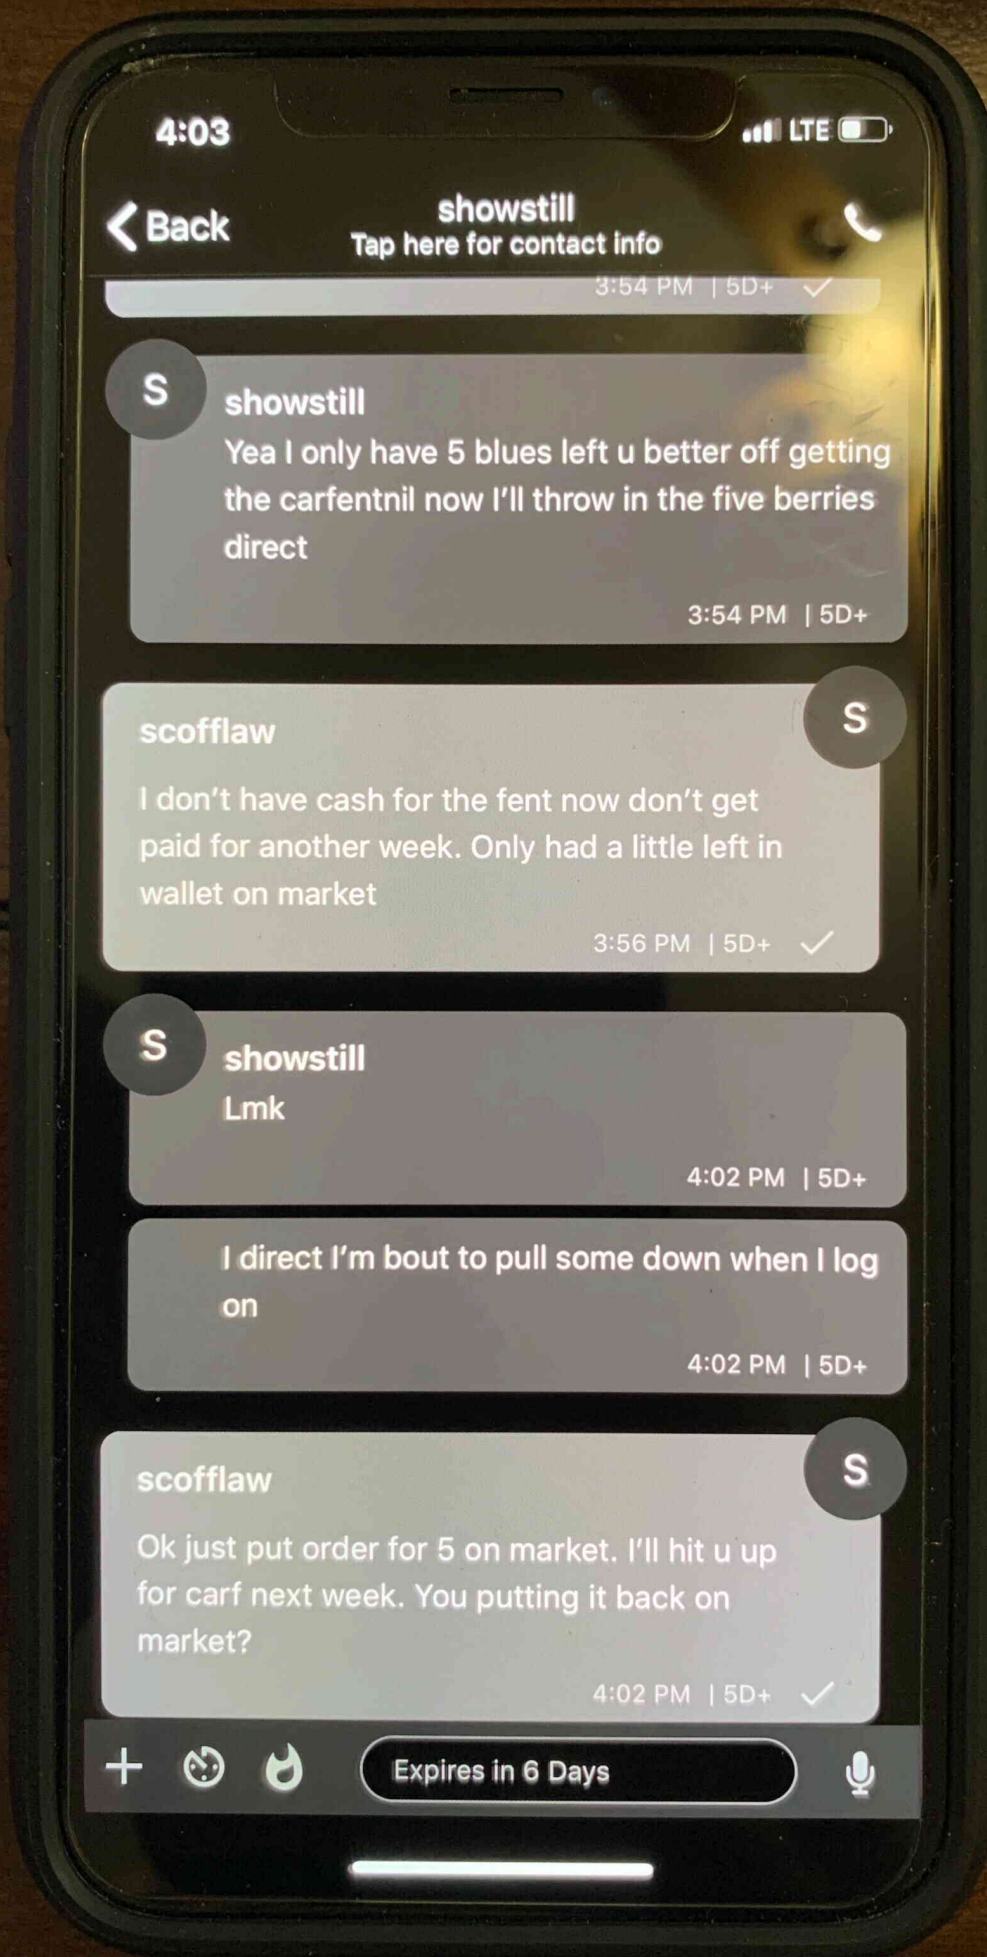 4:03
LTE
Back
showstill
Tap here for contact info
3:54 PM | 5D+
S
showstill
Yea I only have 5 blues left u better off getting
the carfentnil now I'll throw in the five berries
direct
3:54 PM | 5D+
S
scofflaw
I don't have cash for the fent now don't get
paid for another week. Only had a little left in
wallet on market
3:56 PM | 5D+
S
showstill
Lmk
4:02 PM | 5D+
I direct I'm bout to pull some down when I log
on
4:02 PM | 5D+
S
scofflaw
Ok just put order for 5 on market. I'll hit u up
for carf next week. You putting it back on
market?
4:02 PM | 5D+
Expires in 6 Days